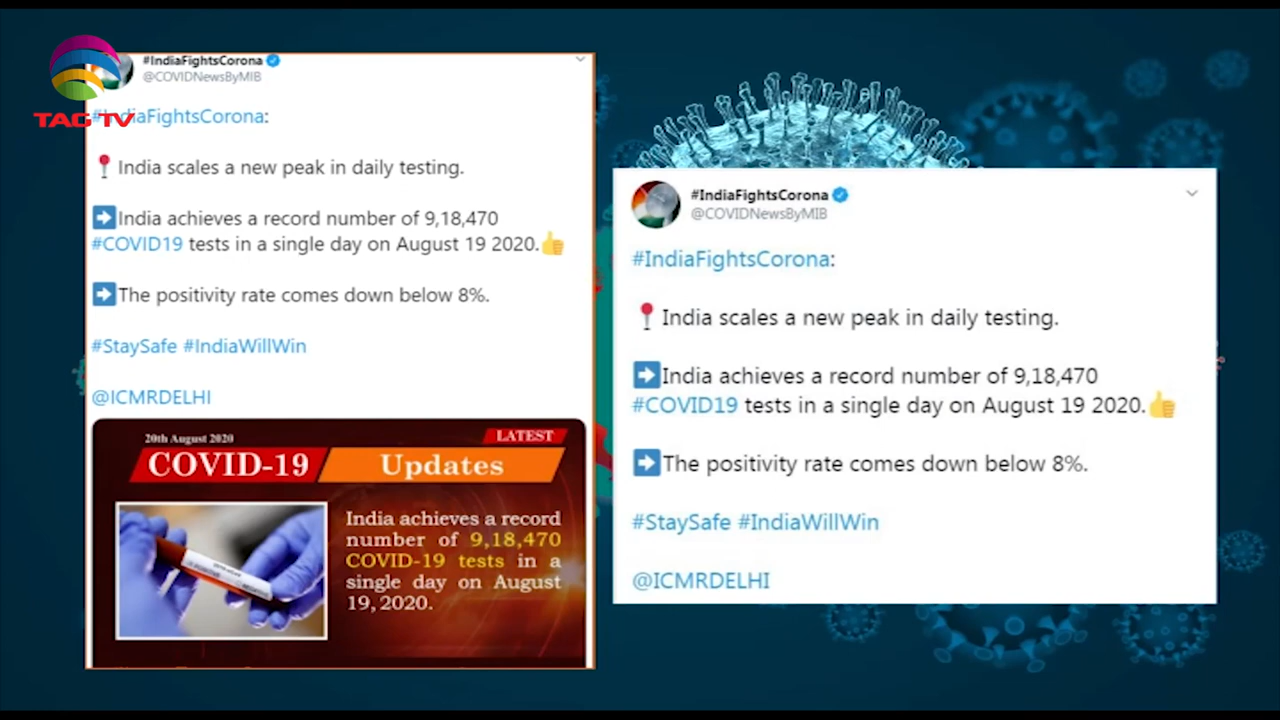 TAG TV
#IndiaFightsCorona
@COVIDNewsByMIB
#IndiaFightsCorona:
India scales a new peak in daily testing.
India achieves a record number of 9,18,470
#COVID19 tests in a single day on August 19 2020.
The positivity rate comes down below 8%.
#StaySafe #IndiaWillWin
@ICMRDELHI
20th August 2020
LATEST
COVID-19 Updates
India achieves a record
number of 9,18,470
COVID-19 tests in a
single day on August
19, 2020.
#IndiaFightsCorona
@COVIDNewsByMIB
#IndiaFightsCorona:
India scales a new peak in daily testing.
India achieves a record number of 9,18,470
#COVID19 tests in a single day on August 19 2020.
The positivity rate comes down below 8%.
#StaySafe #IndiaWillWin
@ICMRDELHI